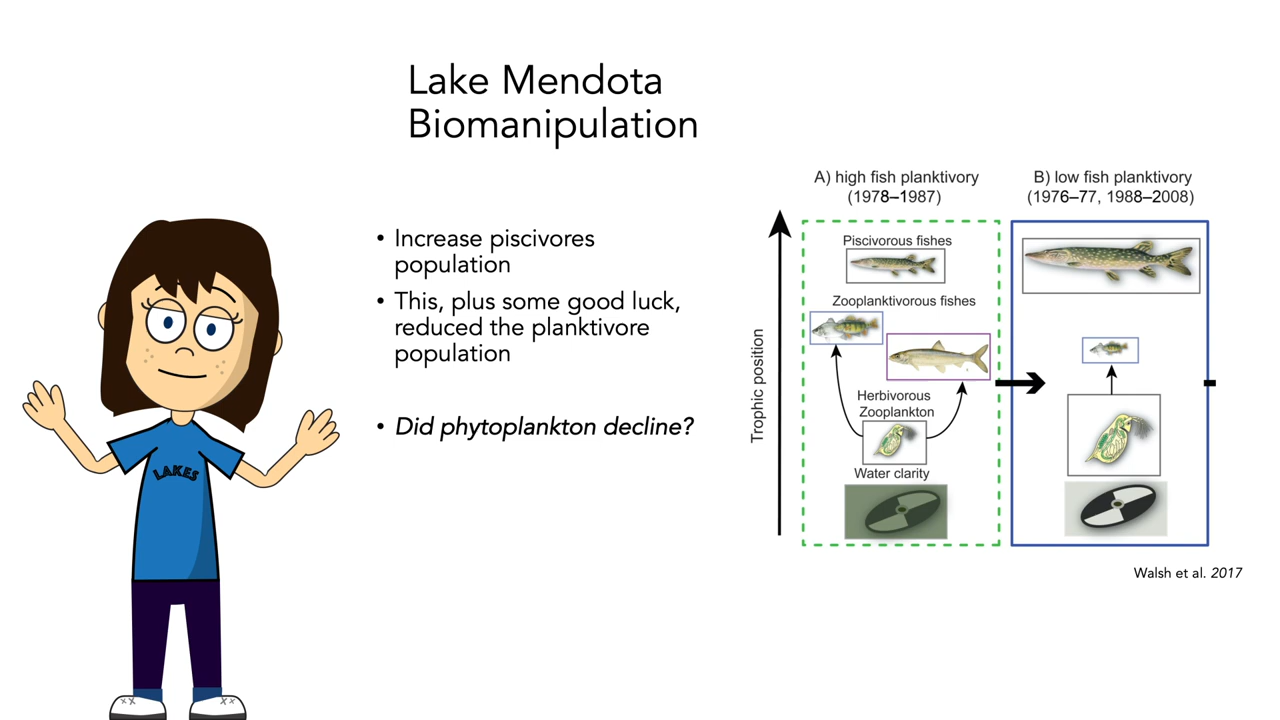 Lake Mendota
Biomanipulation
• Increase piscivores
population
• This, plus some good luck,
reduced the planktivore
population
• Did phytoplankton decline?
LAKES
A) high fish planktivory
(1978–1987)
B) low fish planktivory
(1976–77, 1988–2008)
Trophic position
Piscivorous fishes
Zooplanktivorous fishes
Herbivorous
Zooplankton
Water clarity
Walsh et al. 2017